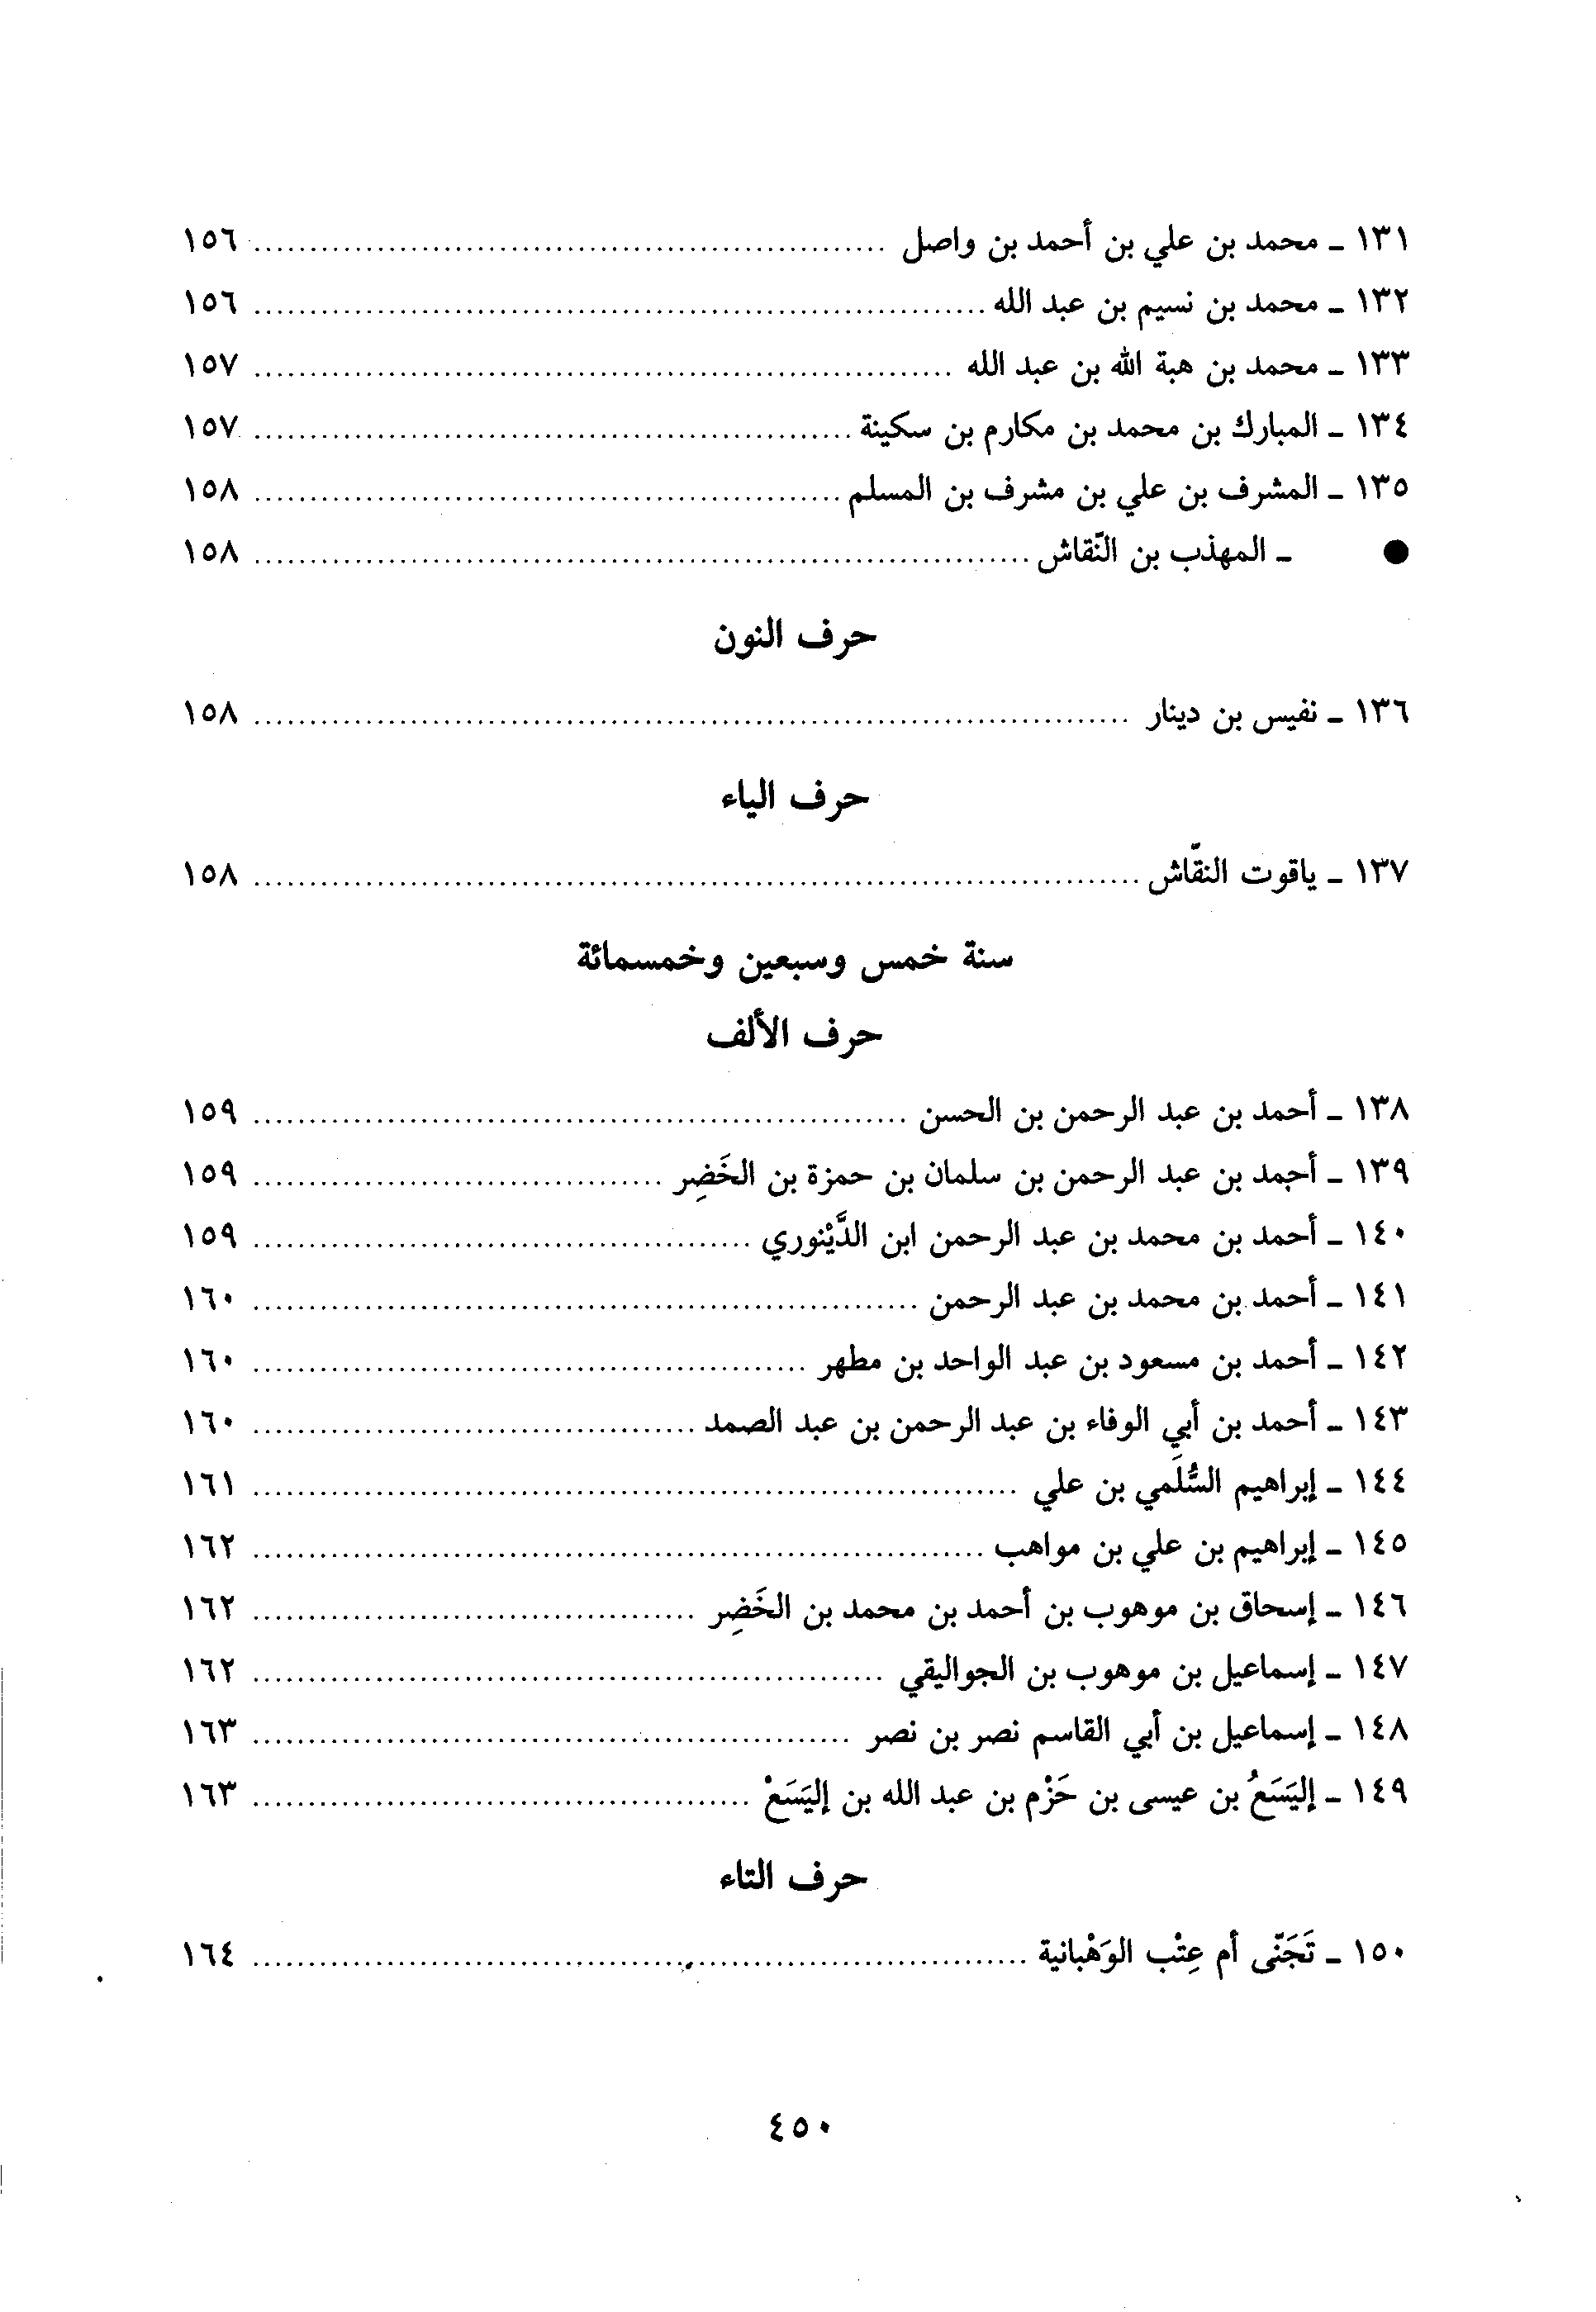 ١٣١ - محمد بن علي بن أحمد بن واصل ........ ١٥٦
١٣٢ - محمد بن نسيم بن عبد الله ........ ١٥٦
١٣٣ - محمد بن هبة الله بن عبد الله ........ ١٥٧
١٣٤ - المبارك بن محمد بن مكارم بن سكينة ........ ١٥٧
١٣٥ - المشرف بن علي بن مشرف بن المسلم ........ ١٥٨
● - المهذب بن النّقاش ........ ١٥٨
حرف النون
١٣٦ - نفيس بن دينار ........ ١٥٨
حرف الياء
١٣٧ - ياقوت النقّاش ........ ١٥٨
سنة خمس وسبعين وخمسمائة
حرف الألف
١٣٨ - أحمد بن عبد الرحمن بن الحسن ........ ١٥٩
١٣٩ - أحمد بن عبد الرحمن بن سلمان بن حمزة بن الخَضِر ........ ١٥٩
١٤٠ - أحمد بن محمد بن عبد الرحمن ابن الدَّيْنوري ........ ١٥٩
١٤١ - أحمد بن محمد بن عبد الرحمن ........ ١٦٠
١٤٢ - أحمد بن مسعود بن عبد الواحد بن مطهر ........ ١٦٠
١٤٣ - أحمد بن أبي الوفاء بن عبد الرحمن بن عبد الصمد ........ ١٦٠
١٤٤ - إبراهيم السُّلَمي بن علي ........ ١٦١
١٤٥ - إبراهيم بن علي بن مواهب ........ ١٦٢
١٤٦ - إسحاق بن موهوب بن أحمد بن محمد بن الخَضِر ........ ١٦٢
١٤٧ - إسماعيل بن موهوب بن الجواليقي ........ ١٦٢
١٤٨ - إسماعيل بن أبي القاسم نصر بن نصر ........ ١٦٣
١٤٩ - إليَسَعُ بن عيسى بن حَزْم بن عبد الله بن إليَسَعْ ........ ١٦٣
حرف التاء
١٥٠ - تَجَنّى أم عِتْب الوَهْبانية ........ ١٦٤
٤٥٠